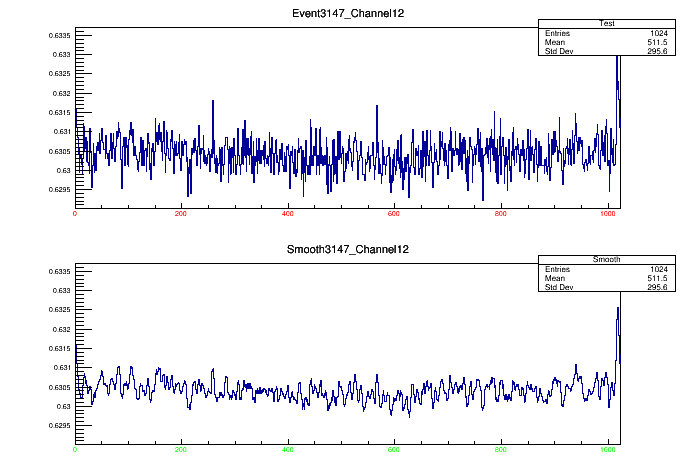 Event3147_Channel12
Test
Entries 1024
Mean 511.5
Std Dev 295.6
0.6335
0.633
0.6325
0.632
0.6315
0.631
0.6305
0.63
0.6295
0 200 400 600 800 1000
Smooth3147_Channel12
Smooth
Entries 1024
Mean 511.5
Std Dev 295.6
0.6335
0.633
0.6325
0.632
0.6315
0.631
0.6305
0.63
0.6295
0 200 400 600 800 1000